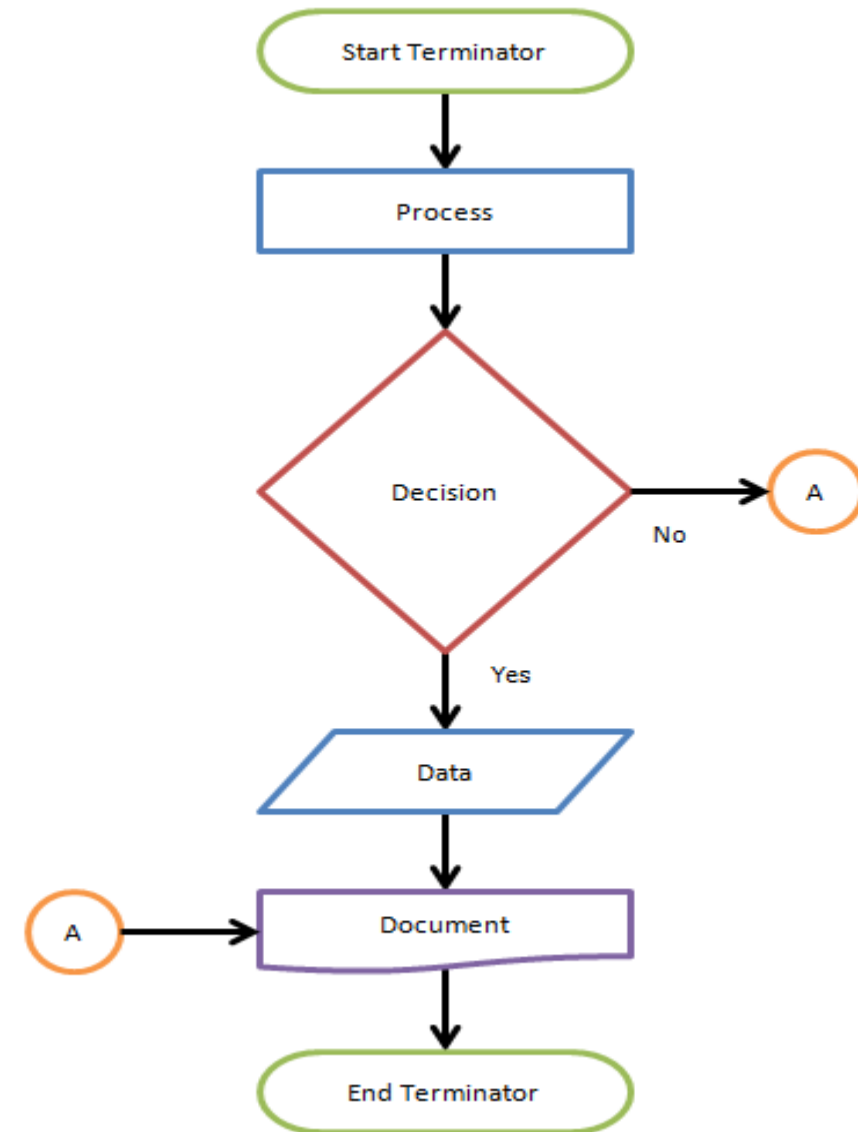 Start Terminator
Process
Decision
A
No
Yes
Data
Document
A
End Terminator